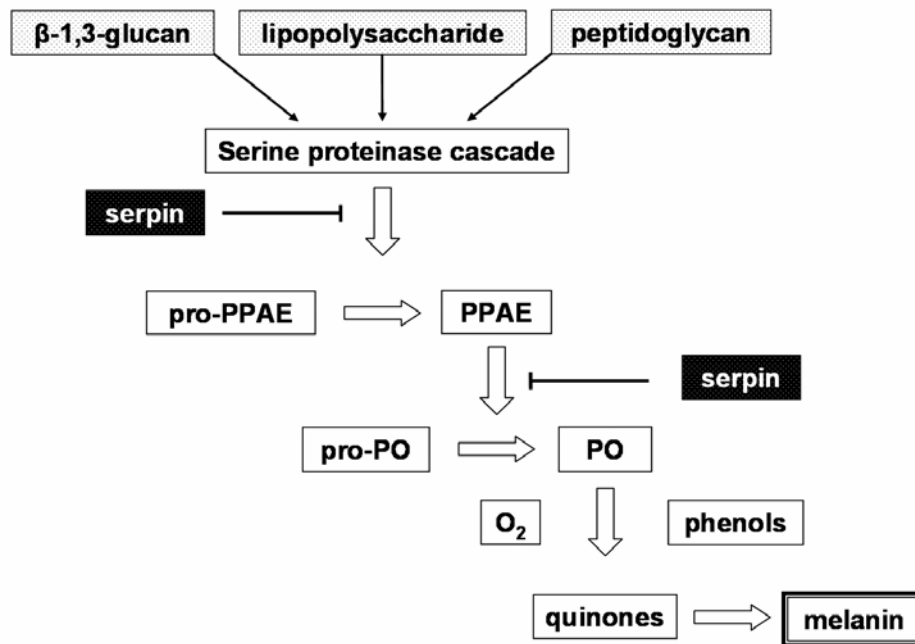 β-1,3-glucan
lipopolysaccharide
peptidoglycan
Serine proteinase cascade
serpin
pro-PPAE
PPAE
serpin
pro-PO
PO
O₂
phenols
quinones
melanin